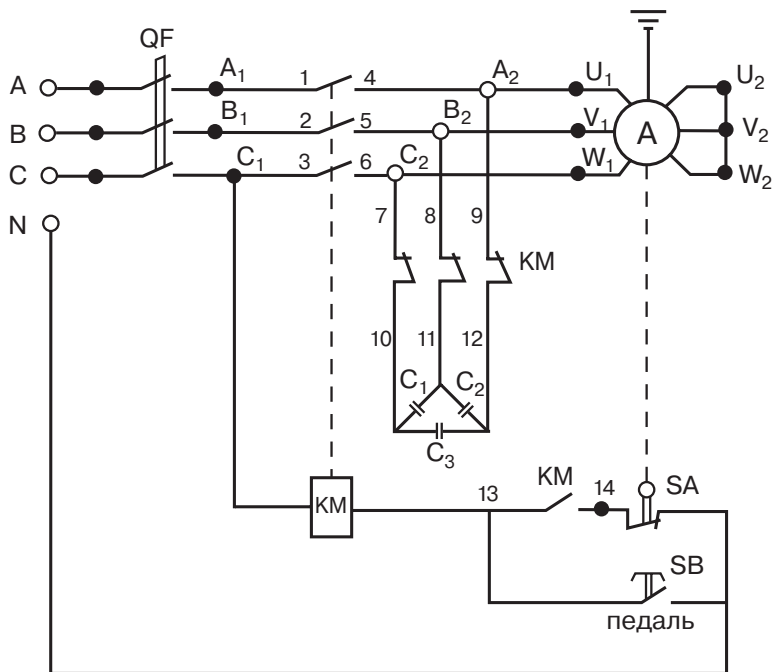 QF
A A₁ 1 4 A₂ U₁ U₂
B B₁ 2 5 B₂ V₁ A V₂
C C₁ 3 6 C₂ W₁ W₂
N 7 8 9 KM
10 11 12
C₁ C₂
C₃
KM 13 KM 14 SA
SB
педаль